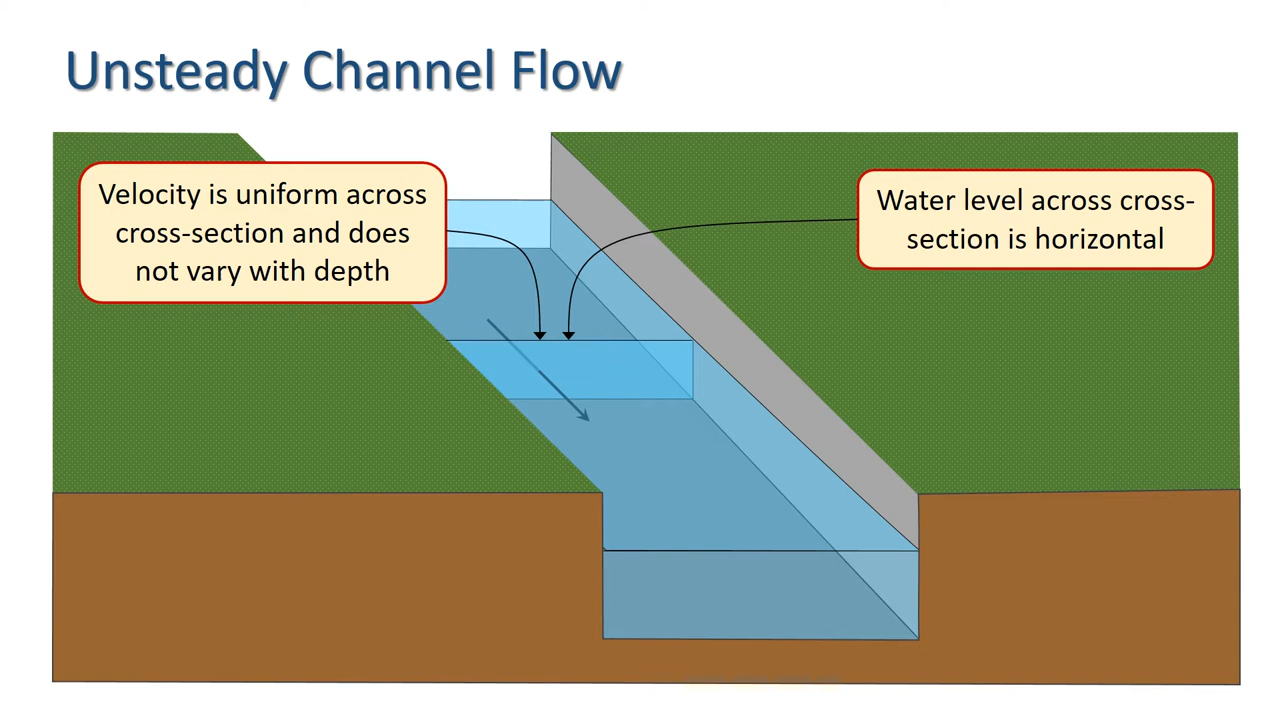 Unsteady Channel Flow
Velocity is uniform across
cross-section and does
not vary with depth
Water level across cross-
section is horizontal